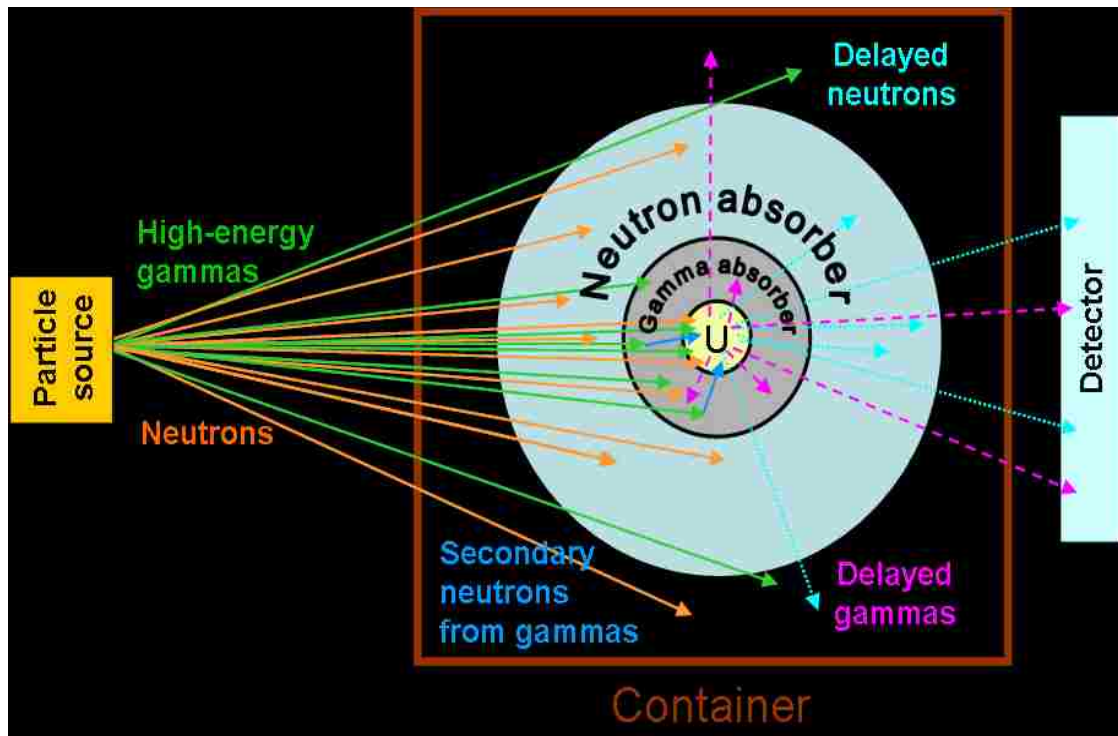 Delayed
neutrons
High-energy
gammas
Neutron absorber
Gamma absorber
U
Particle
source
Detector
Neutrons
Secondary
neutrons
from gammas
Delayed
gammas
Container